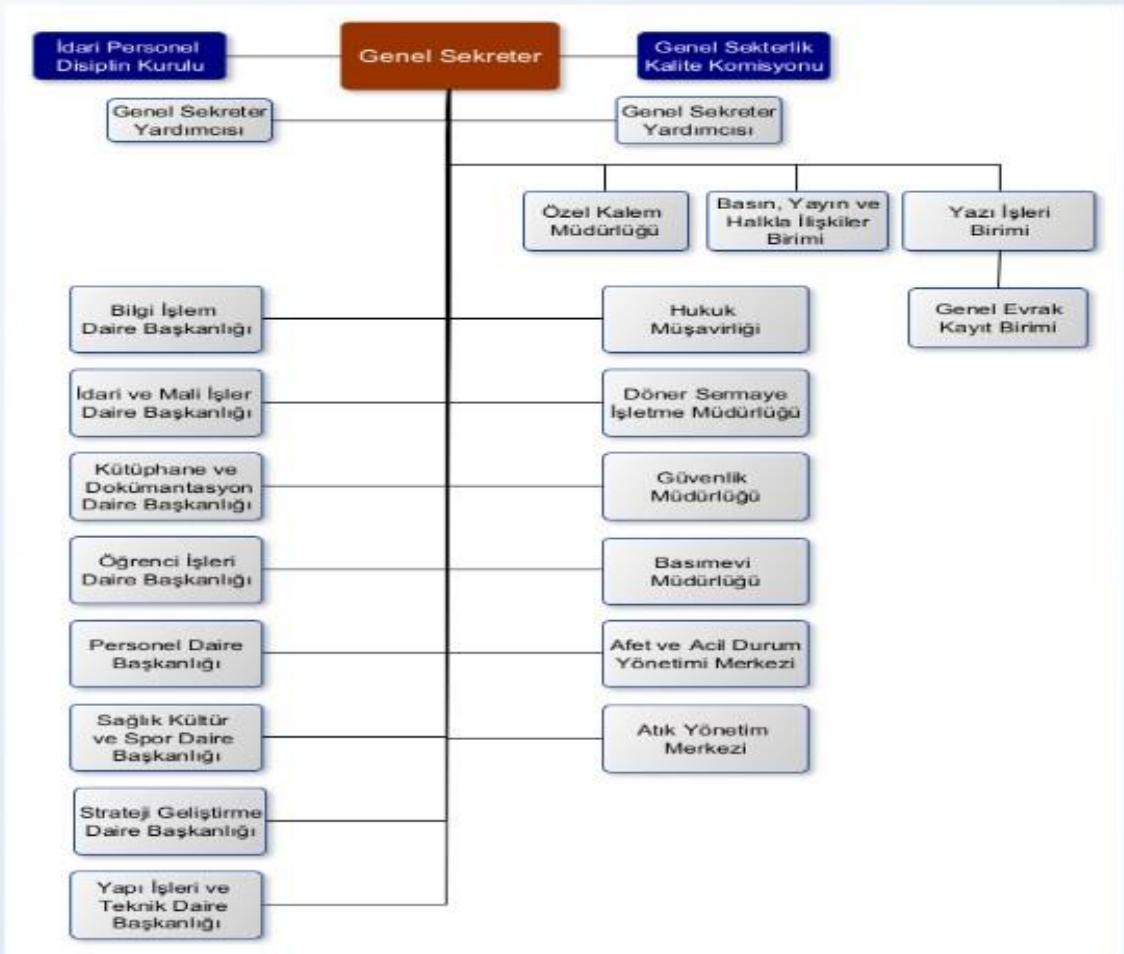 İdari Personel
Disiplin Kurulu
Genel Sekreter
Genel Sekterlik
Kalite Komisyonu
Genel Sekreter
Yardımcısı
Genel Sekreter
Yardımcısı
Özel Kalem
Müdürlüğü
Basın, Yayın ve
Halkla İlişkiler
Birimi
Yazı İşleri
Birimi
Bilgi İşlem
Daire Başkanlığı
Hukuk
Müşavirliği
Genel Evrak
Kayıt Birimi
İdari ve Mali İşler
Daire Başkanlığı
Döner Sermaye
İşletme Müdürlüğü
Kütüphane ve
Dokümantasyon
Daire Başkanlığı
Güvenlik
Müdürlüğü
Öğrenci İşleri
Daire Başkanlığı
Basımevi
Müdürlüğü
Personel Daire
Başkanlığı
Afet ve Acil Durum
Yönetimi Merkezi
Sağlık Kültür
ve Spor Daire
Başkanlığı
Atık Yönetim
Merkezi
Strateji Geliştirme
Daire Başkanlığı
Yapı İşleri ve
Teknik Daire
Başkanlığı